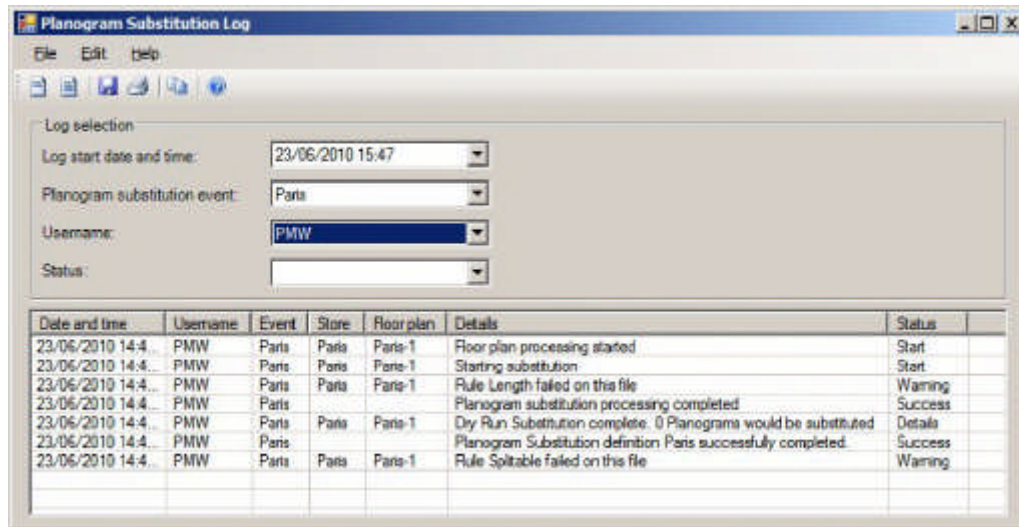 Planogram Substitution Log
File Edit Help
Log selection
Log start date and time: 23/06/2010 15:47
Planogram substitution event: Paris
Username: PMW
Status:
Date and time Username Event Store Floor plan Details Status
23/06/2010 14:4... PMW Paris Paris Paris-1 Floor plan processing started Start
23/06/2010 14:4... PMW Paris Paris Paris-1 Starting substitution Start
23/06/2010 14:4... PMW Paris Paris Paris-1 Rule Length failed on this file Warning
23/06/2010 14:4... PMW Paris Planogram substitution processing completed Success
23/06/2010 14:4... PMW Paris Paris Paris-1 Dry Run Substitution complete. 0 Planograms would be substituted Details
23/06/2010 14:4... PMW Paris Planogram Substitution definition Paris successfully completed. Success
23/06/2010 14:4... PMW Paris Paris Paris-1 Rule Splittable failed on this file Warning